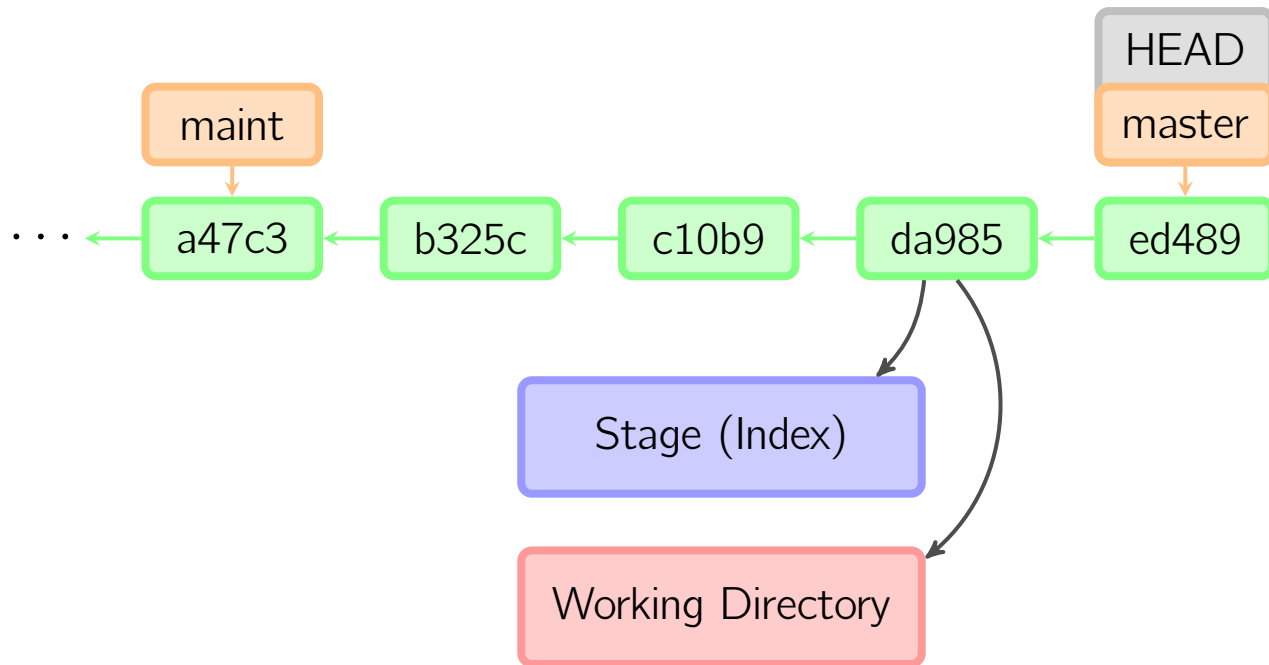 HEAD
maint
master
· · ·
a47c3
b325c
c10b9
da985
ed489
Stage (Index)
Working Directory